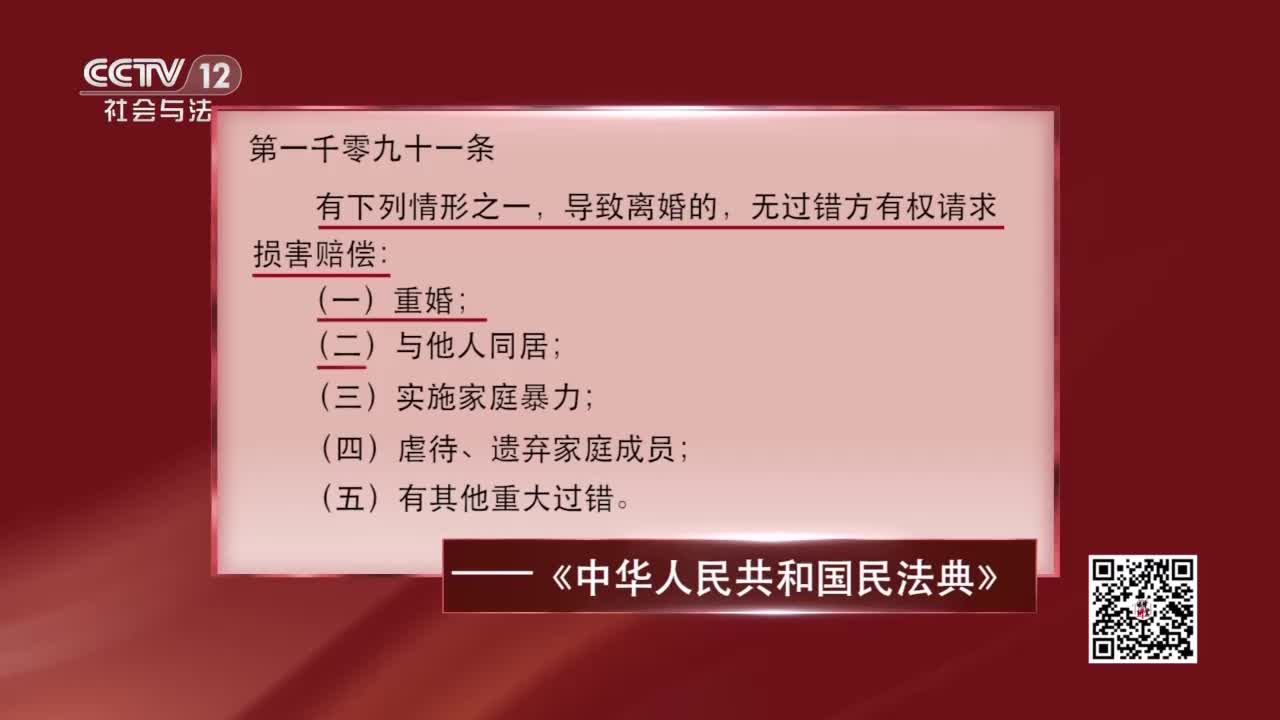 CCTV 12
社会与法
第一千零九十一条
有下列情形之一，导致离婚的，无过错方有权请求
损害赔偿：
（一）重婚；
（二）与他人同居；
（三）实施家庭暴力；
（四）虐待、遗弃家庭成员；
（五）有其他重大过错。
——《中华人民共和国民法典》